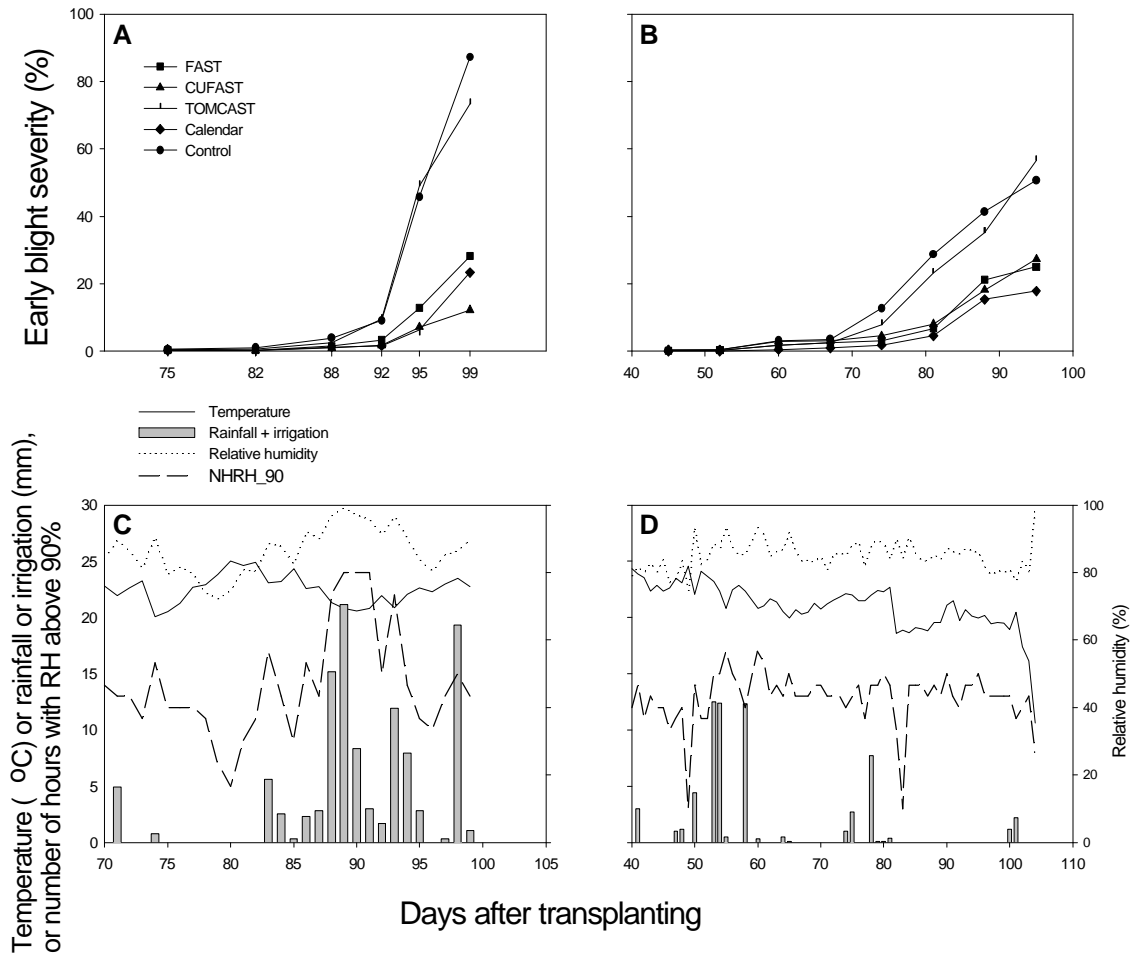 A
B
100
80
60
40
20
0
Early blight severity (%)
FAST
CUFAST
TOMCAST
Calendar
Control
75 82 88 92 95 99
40 50 60 70 80 90 100
Temperature
Rainfall + irrigation
Relative humidity
NHRH_90
C
D
30
25
20
15
10
5
0
Temperature ( ºC) or rainfall or irrigation (mm),
or number of hours with RH above 90%
100
80
60
40
20
0
Relative humidity (%)
70 75 80 85 90 95 100 105
40 50 60 70 80 90 100 110
Days after transplanting